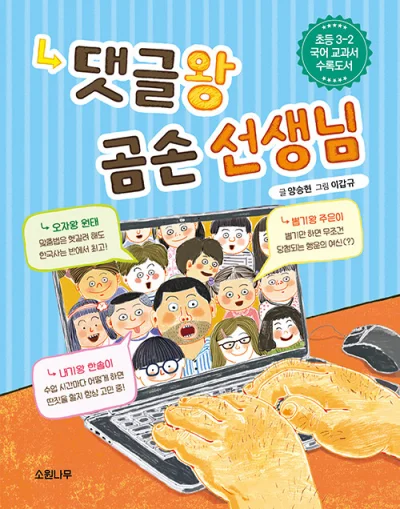 초등 3-2
국어 교과서
수록도서
댓글왕
곰손 선생님
글 양승현 그림 이갑규
오자왕 원태
맞춤법은 헷갈려 해도
한국사는 반에서 최고!
뽑기왕 주은이
뽑기만 하면 무조건
당첨되는 행운의 여신(?)
내기왕 한솔이
수업 시간마다 어떻게 하면
딴짓을 할지 항상 고민 중!
소원나무